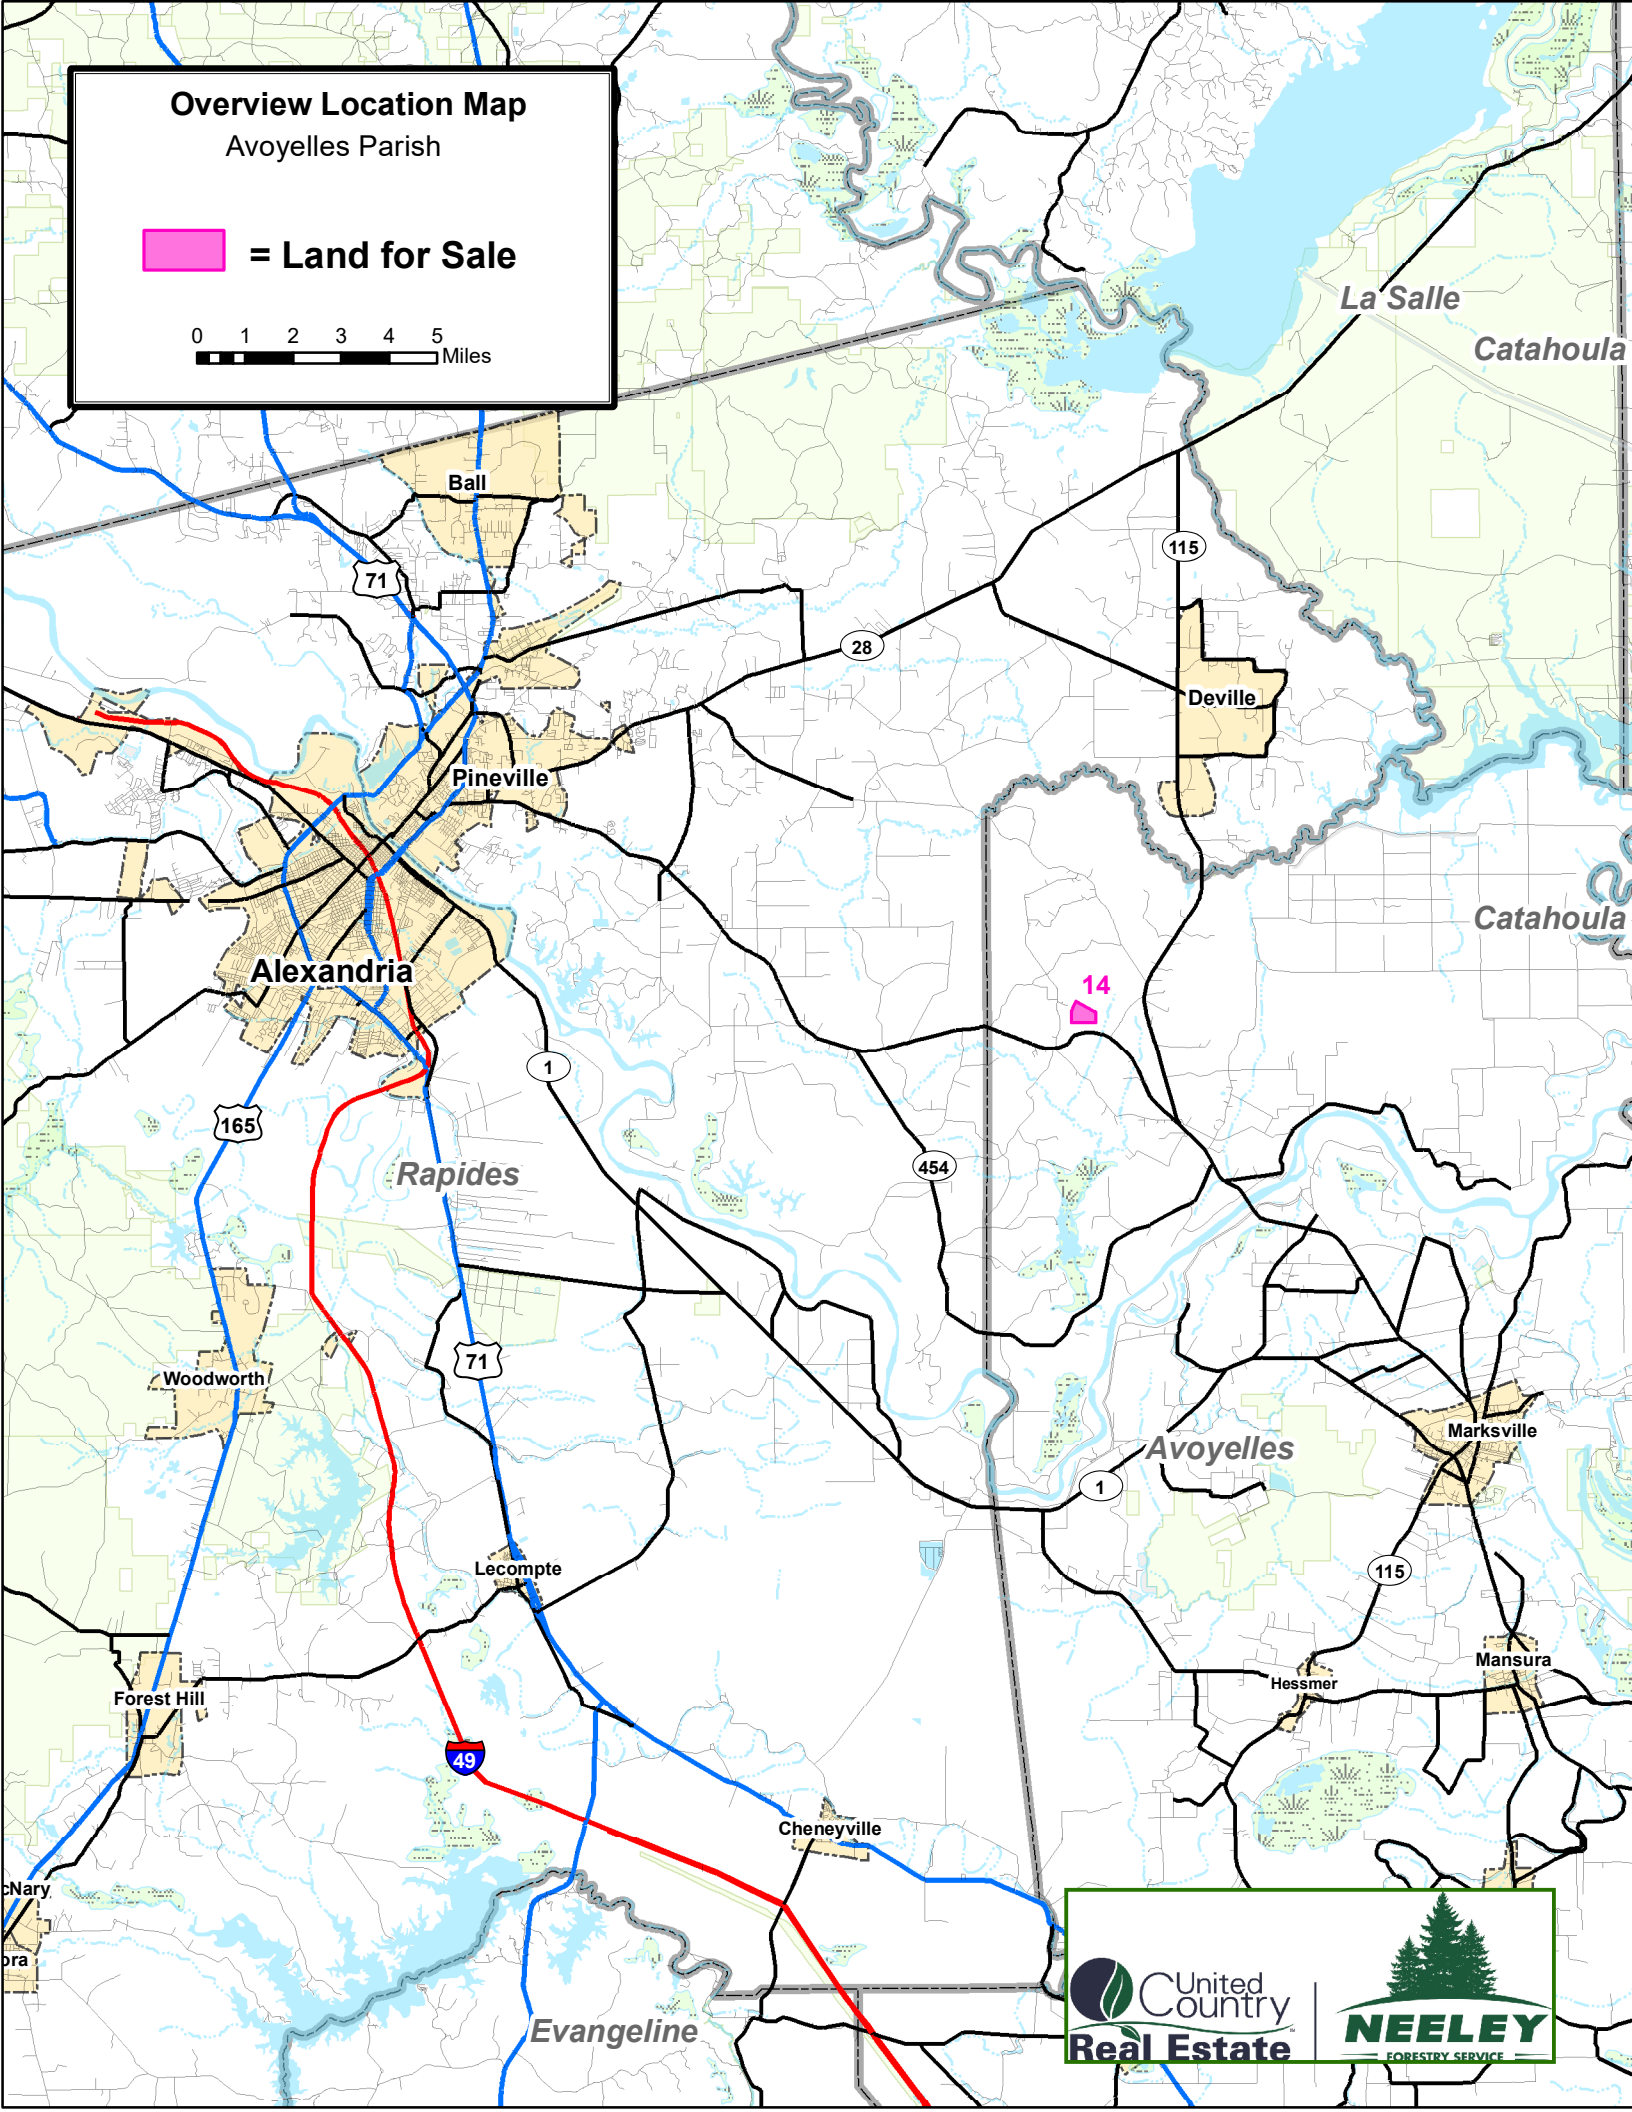 Overview Location Map
Avoyelles Parish
= Land for Sale
0 1 2 3 4 5
Miles
La Salle
Catahoula
Ball
115
71
28
Deville
Pineville
Catahoula
Alexandria
14
1
165
454
Rapides
71
Woodworth
Marksville
Avoyelles
1
Lecompte
115
Mansura
Hessmer
Forest Hill
49
Cheneyville
cNary
ora
Evangeline
United
Country
Real Estate
NEELEY
FORESTRY SERVICE